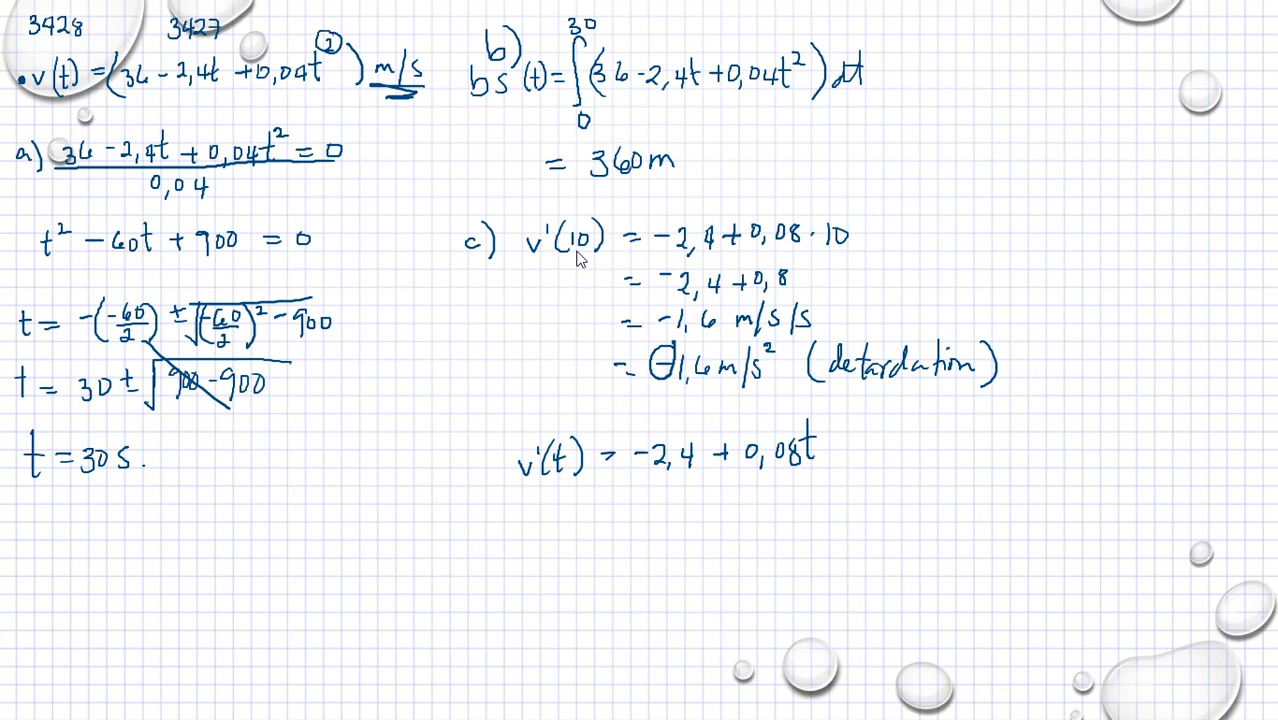 3428 3427
• v(t) = (36 - 2,4t + 0,04t²) m/s
a) 36 - 2,4t + 0,04t² = 0
0,04
t² - 60t + 900 = 0
t = -(-60/2) ± √((-60/2)² - 900)
t = 30 ± √(900 - 900)
t = 30 s.
b)
bs (t) = ∫₀³⁰ (36 - 2,4t + 0,04t²) dt
= 360 m
c) v'(10) = -2,4 + 0,08 · 10
= -2,4 + 0,8
= -1,6 m/s/s
= -1,6 m/s² (detardation)
v'(t) = -2,4 + 0,08t